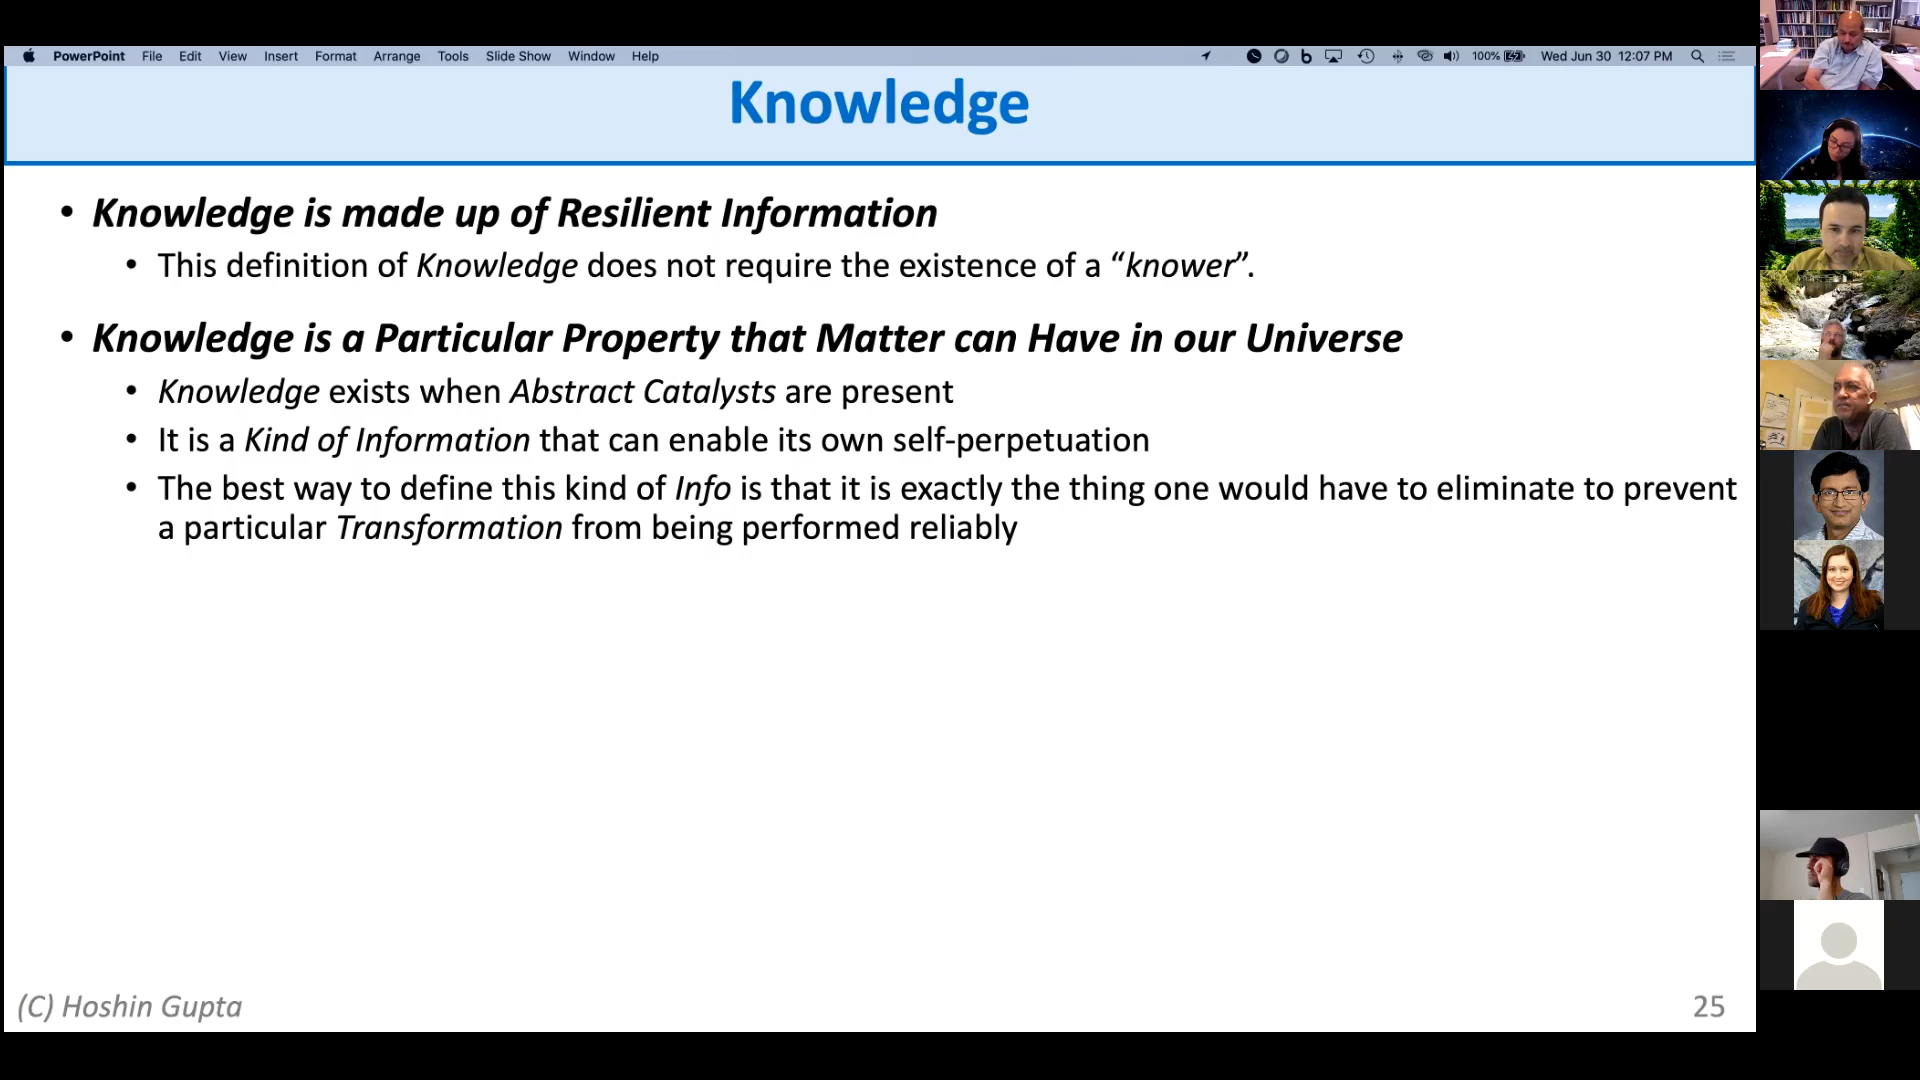 PowerPoint File Edit View Insert Format Arrange Tools Slide Show Window Help 100% Wed Jun 30 12:07 PM
Knowledge
• Knowledge is made up of Resilient Information
• This definition of Knowledge does not require the existence of a “knower”.
• Knowledge is a Particular Property that Matter can Have in our Universe
• Knowledge exists when Abstract Catalysts are present
• It is a Kind of Information that can enable its own self-perpetuation
• The best way to define this kind of Info is that it is exactly the thing one would have to eliminate to prevent
a particular Transformation from being performed reliably
(C) Hoshin Gupta
25